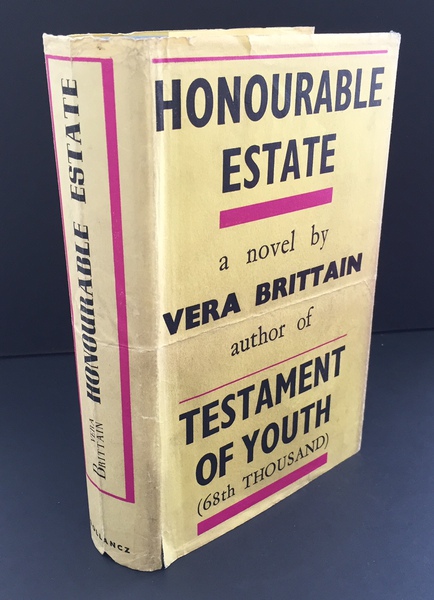 HONOURABLE ESTATE
VERA
BRITTAIN
HONOURABLE
ESTATE
a novel by
VERA BRITTAIN
author of
TESTAMENT
OF YOUTH
(68th THOUSAND)